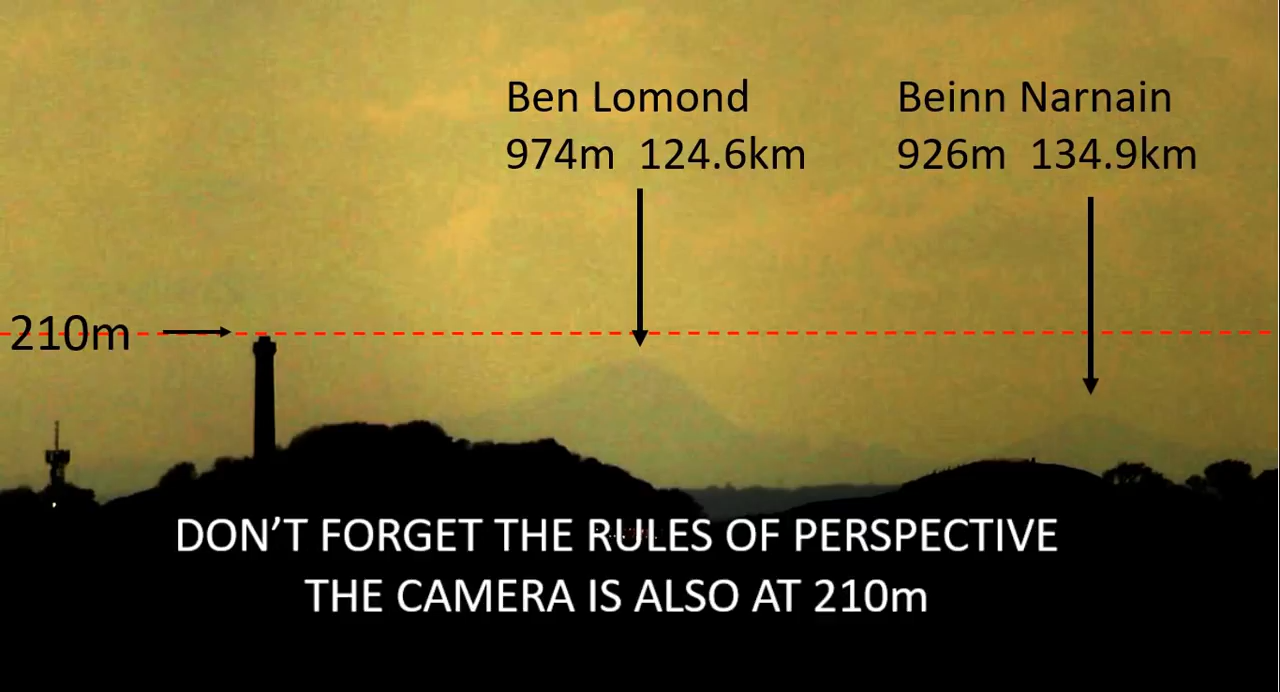 Ben Lomond
974m 124.6km
Beinn Narnain
926m 134.9km
210m
DON'T FORGET THE RULES OF PERSPECTIVE
THE CAMERA IS ALSO AT 210m